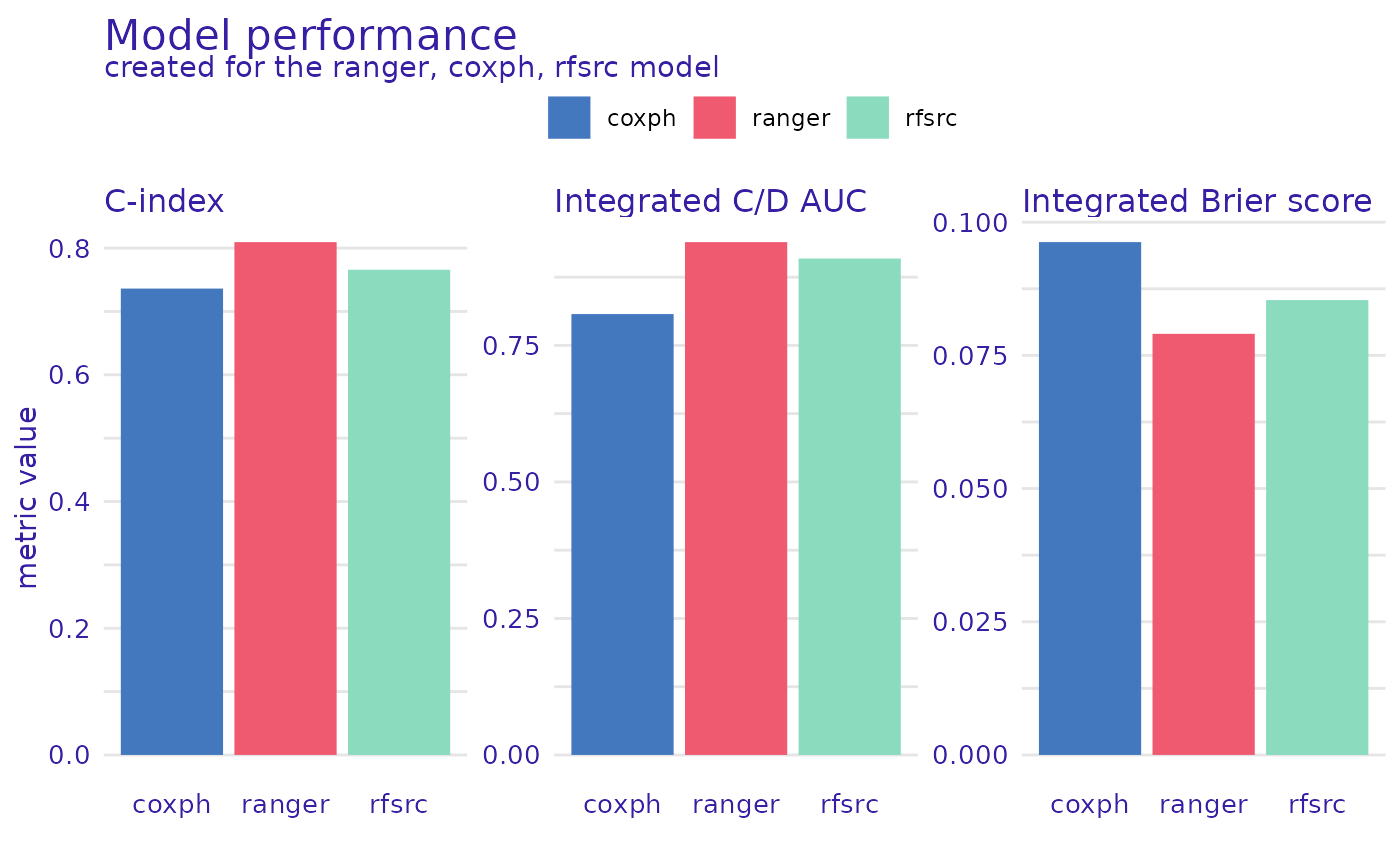 Model performance
created for the ranger, coxph, rfsrc model
coxph ranger rfsrc
C-index
metric value
0.8
0.6
0.4
0.2
0.0
coxph ranger rfsrc
Integrated C/D AUC
0.75
0.50
0.25
0.00
coxph ranger rfsrc
Integrated Brier score
0.100
0.075
0.050
0.025
0.000
coxph ranger rfsrc